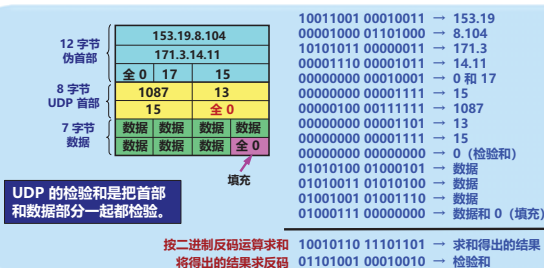 12 字节
伪首部
153.19.8.104
171.3.14.11
全 0 17 15
8 字节
UDP 首部
1087 13
15 全 0
7 字节
数据
数据 数据 数据 数据
数据 数据 数据 全 0
填充
UDP 的检验和是把首部
和数据部分一起都检验。
10011001 00010011 → 153.19
00001000 01101000 → 8.104
10101011 00000011 → 171.3
00001110 00001011 → 14.11
00000000 00010001 → 0 和 17
00000000 00001111 → 15
00000100 00111111 → 1087
00000000 00001101 → 13
00000000 00001111 → 15
00000000 00000000 → 0（检验和）
01010100 01000101 → 数据
01010011 01010100 → 数据
01001001 01001110 → 数据
01000111 00000000 → 数据和 0（填充）
按二进制反码运算求和 10010110 11101101 → 求和得出的结果
将得出的结果求反码 01101001 00010010 → 检验和